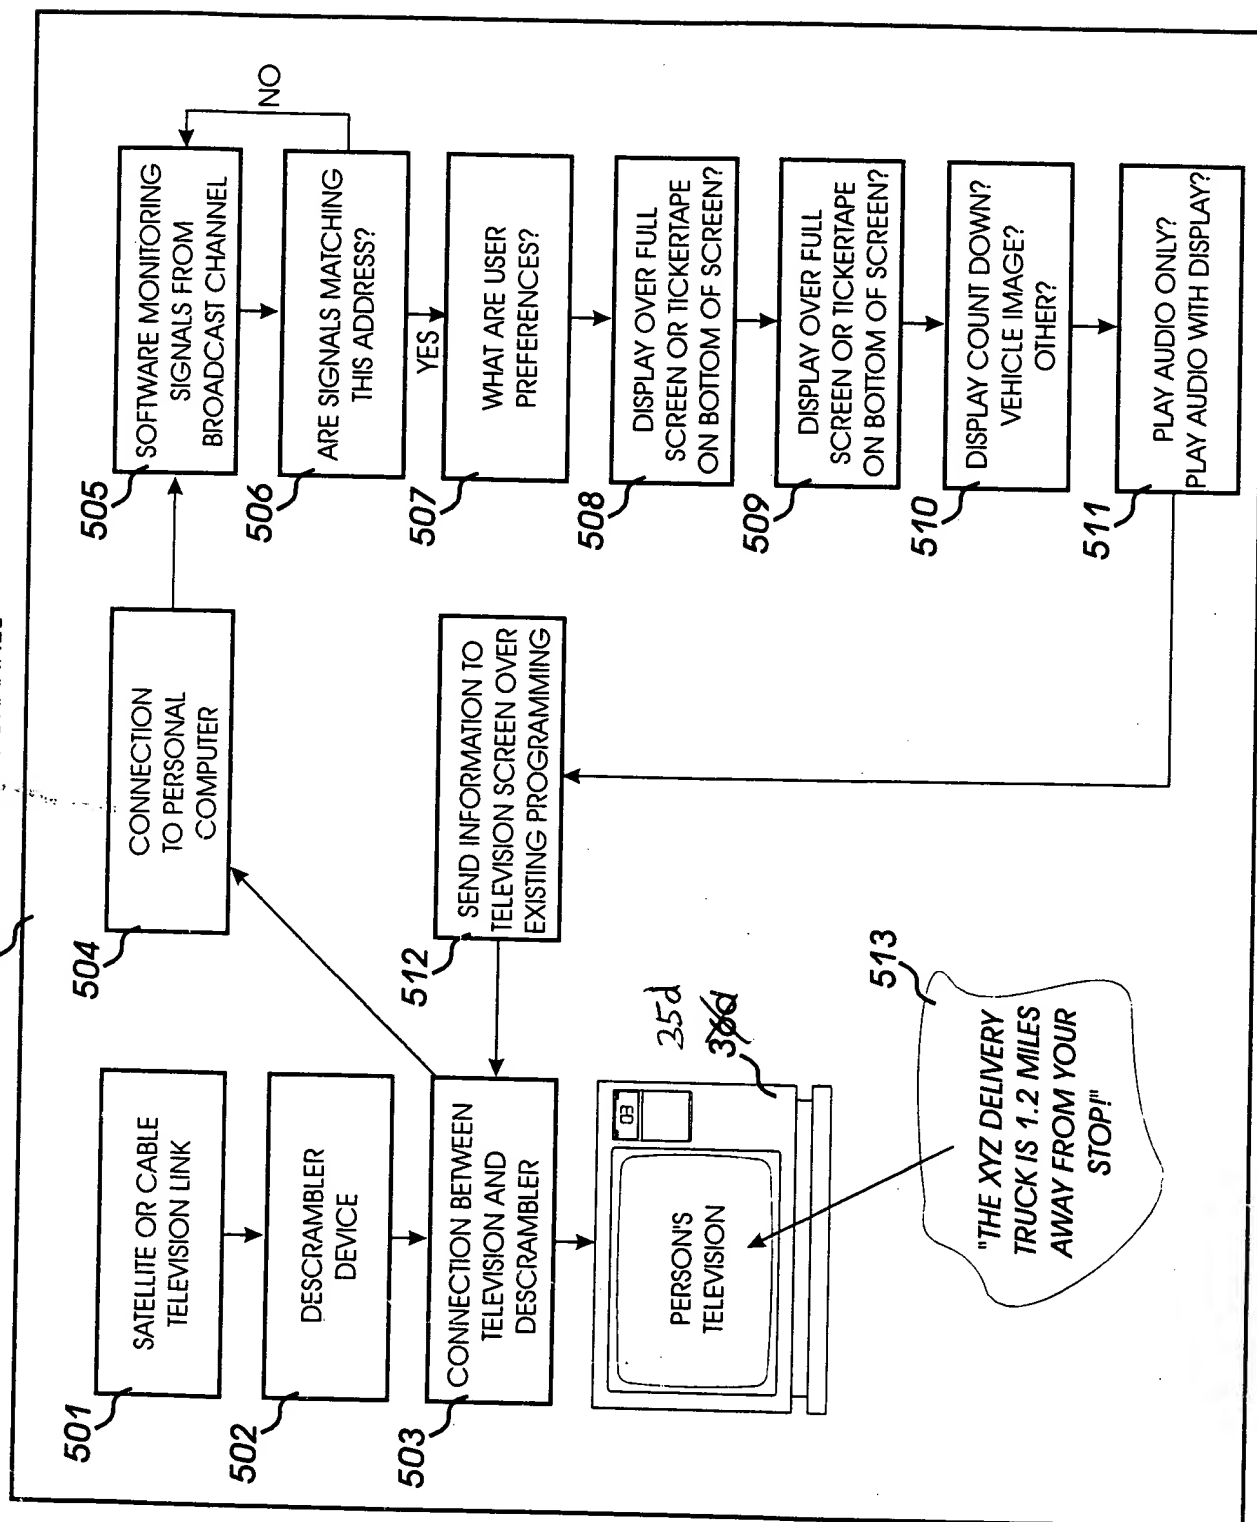 501
SATELLITE OR CABLE
TELEVISION LINK
502
DESCRAMBLER
DEVICE
503
CONNECTION BETWEEN
TELEVISION AND
DESCRAMBLER
PERSON'S
TELEVISION
03
35d
36d
513
"THE XYZ DELIVERY
TRUCK IS 1.2 MILES
AWAY FROM YOUR
STOP!"
504
CONNECTION
TO PERSONAL
COMPUTER
512
SEND INFORMATION TO
TELEVISION SCREEN OVER
EXISTING PROGRAMMING
505
SOFTWARE MONITORING
SIGNALS FROM
BROADCAST CHANNEL
NO
506
ARE SIGNALS MATCHING
THIS ADDRESS?
YES
507
WHAT ARE USER
PREFERENCES?
508
DISPLAY OVER FULL
SCREEN OR TICKERTAPE
ON BOTTOM OF SCREEN?
509
DISPLAY OVER FULL
SCREEN OR TICKERTAPE
ON BOTTOM OF SCREEN?
510
DISPLAY COUNT DOWN?
VEHICLE IMAGE?
OTHER?
511
PLAY AUDIO ONLY?
PLAY AUDIO WITH DISPLAY?